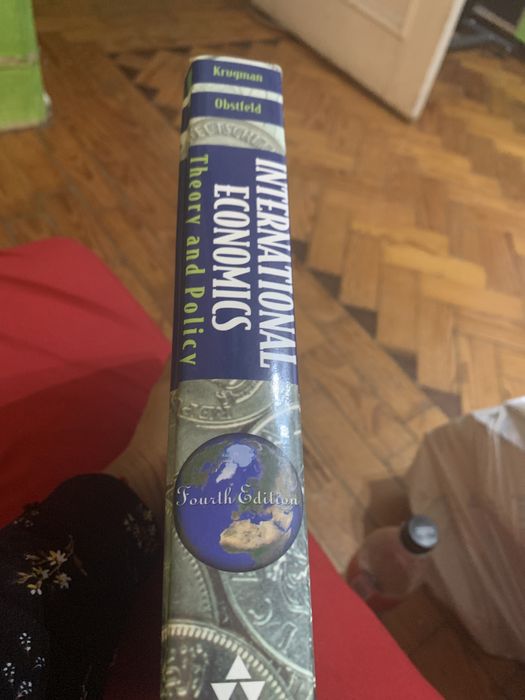 Krugman
Obstfeld
INTERNATIONAL
ECONOMICS
Theory and Policy
Fourth Edition